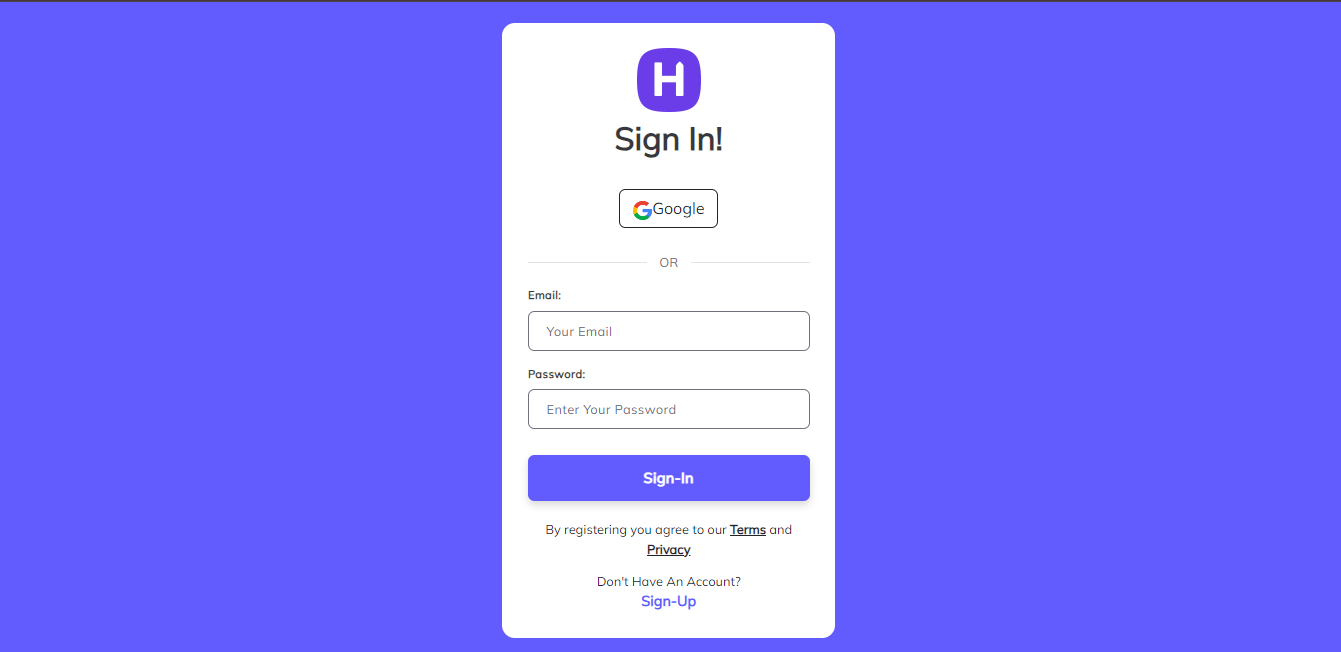 H
Sign In!
Google
OR
Email:
Your Email
Password:
Enter Your Password
Sign-In
By registering you agree to our Terms and
Privacy
Don't Have An Account?
Sign-Up